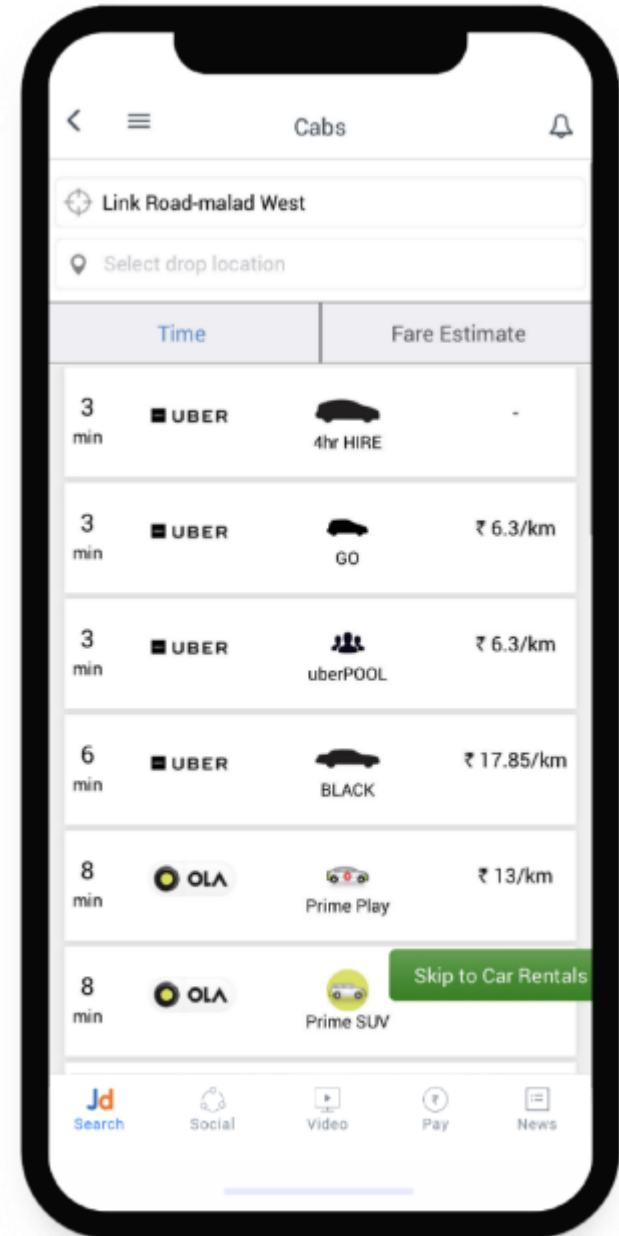 Cabs
Link Road-malad West
Select drop location
Time Fare Estimate
3 min UBER 4hr HIRE -
3 min UBER GO ₹ 6.3/km
3 min UBER uberPOOL ₹ 6.3/km
6 min UBER BLACK ₹ 17.85/km
8 min OLA Prime Play ₹ 13/km
8 min OLA Prime SUV
Skip to Car Rentals
Jd Search Social Video Pay News